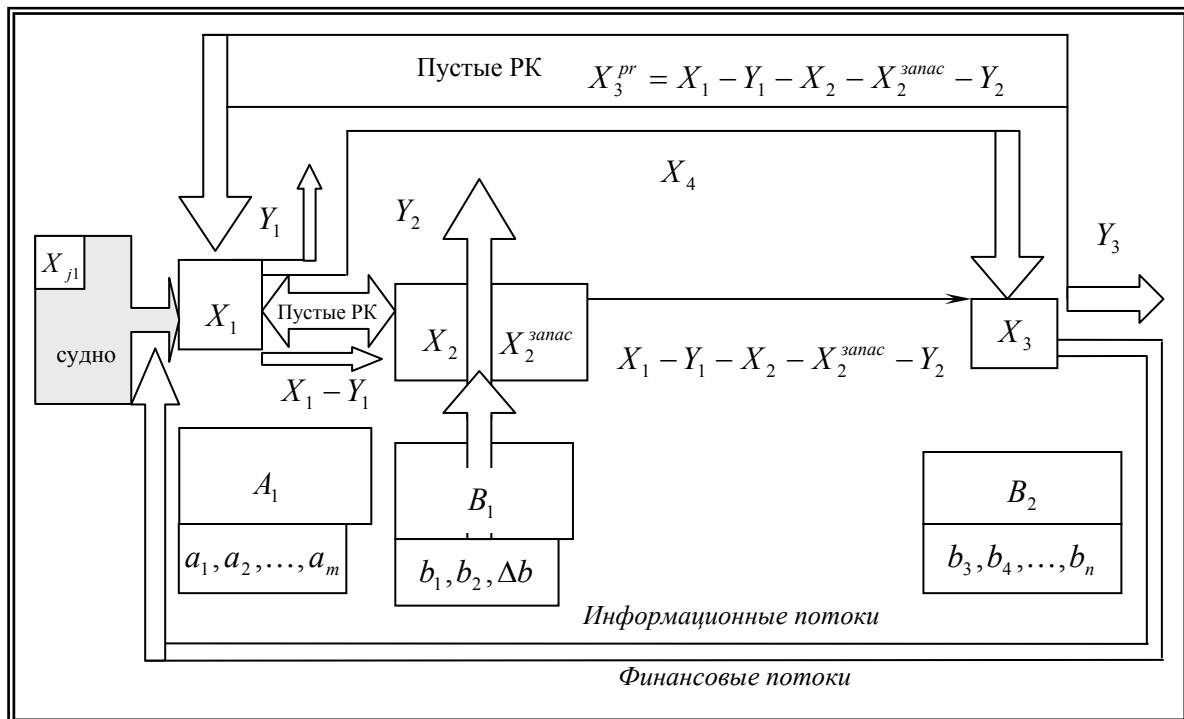 Пустые РК
X_3^{pr} = X_1 − Y_1 − X_2 − X_2^{запас} − Y_2
X_4
Y_1
Y_2
Y_3
X_{j1}
судно
X_1
Пустые РК
X_2
X_2^{запас}
X_3
X_1 − Y_1
X_1 − Y_1 − X_2 − X_2^{запас} − Y_2
A_1
B_1
B_2
a_1, a_2, …, a_m
b_1, b_2, Δb
b_3, b_4, …, b_n
Информационные потоки
Финансовые потоки